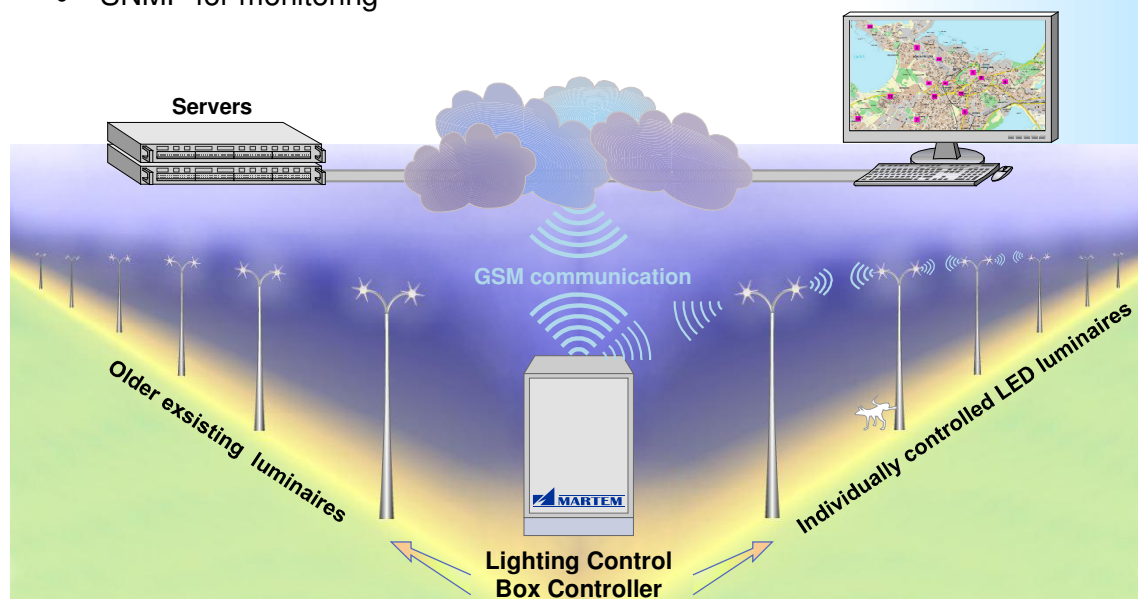 • SNMP for monitoring
Servers
GSM communication
Older exsisting luminaires
Individually controlled LED luminaires
MARTEM
Lighting Control
Box Controller